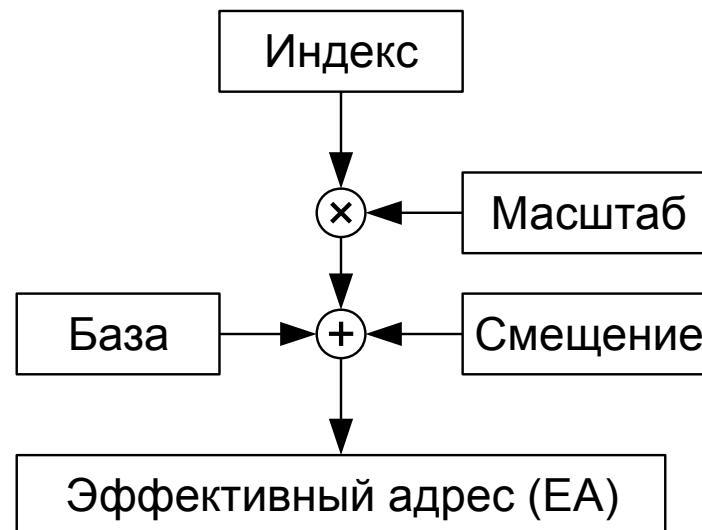 Индекс
×
Масштаб
База
+
Смещение
Эффективный адрес (EA)